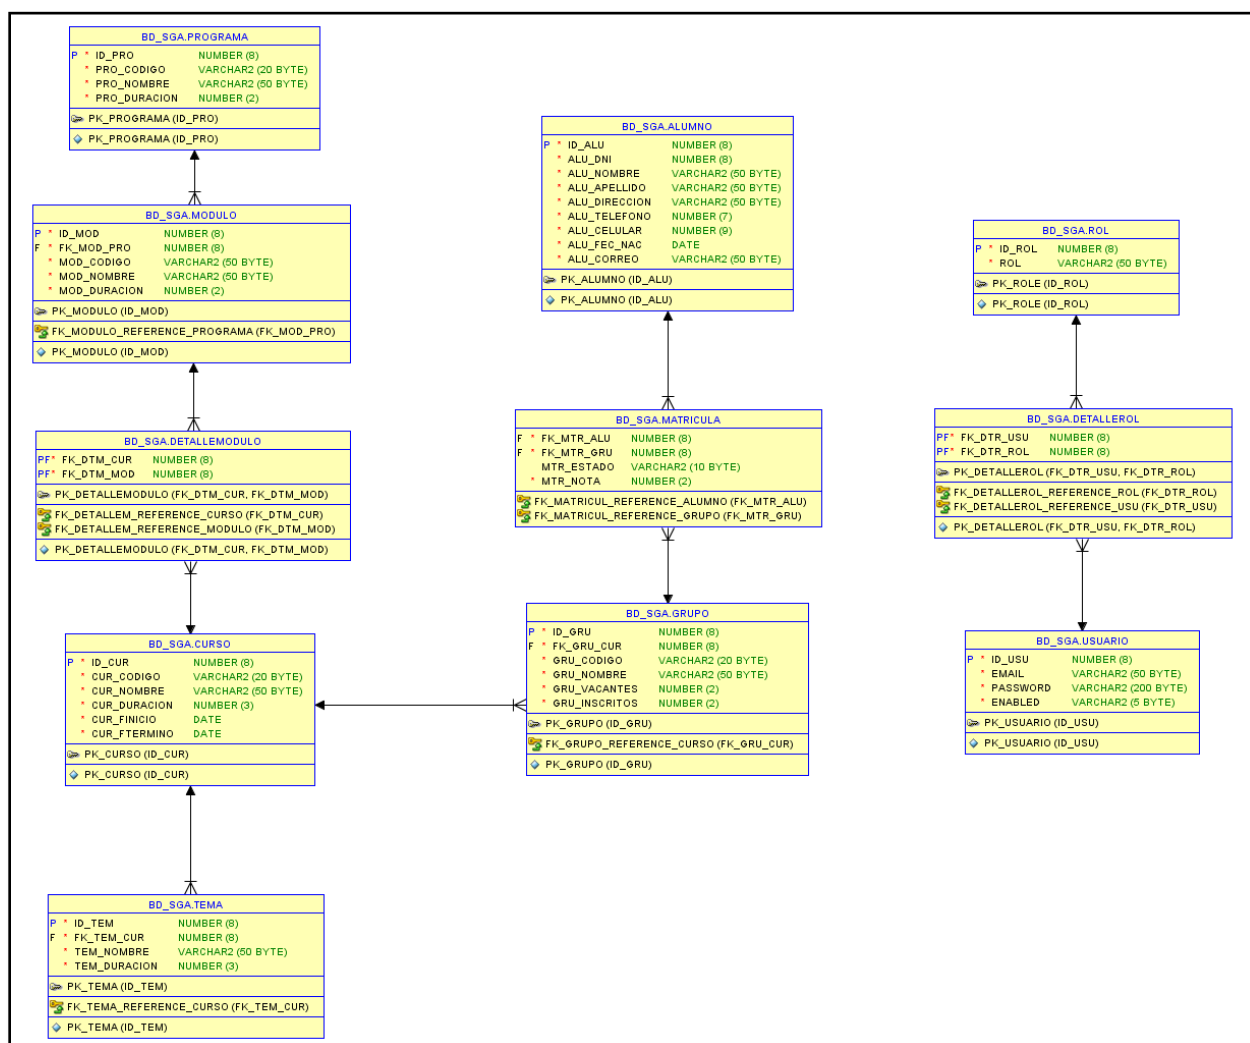 BD_SGA.PROGRAMA
P * ID_PRO NUMBER (8)
* PRO_CODIGO VARCHAR2 (20 BYTE)
* PRO_NOMBRE VARCHAR2 (50 BYTE)
* PRO_DURACION NUMBER (2)
PK_PROGRAMA (ID_PRO)
PK_PROGRAMA (ID_PRO)
BD_SGA.MODULO
P * ID_MOD NUMBER (8)
F * FK_MOD_PRO NUMBER (8)
* MOD_CODIGO VARCHAR2 (50 BYTE)
* MOD_NOMBRE VARCHAR2 (50 BYTE)
* MOD_DURACION NUMBER (2)
PK_MODULO (ID_MOD)
FK_MODULO_REFERENCE_PROGRAMA (FK_MOD_PRO)
PK_MODULO (ID_MOD)
BD_SGA.DETALLEMODULO
PF* FK_DTM_CUR NUMBER (8)
PF* FK_DTM_MOD NUMBER (8)
PK_DETALLEMODULO (FK_DTM_CUR, FK_DTM_MOD)
FK_DETALLEM_REFERENCE_CURSO (FK_DTM_CUR)
FK_DETALLEM_REFERENCE_MODULO (FK_DTM_MOD)
PK_DETALLEMODULO (FK_DTM_CUR, FK_DTM_MOD)
BD_SGA.CURSO
P * ID_CUR NUMBER (8)
* CUR_CODIGO VARCHAR2 (20 BYTE)
* CUR_NOMBRE VARCHAR2 (50 BYTE)
* CUR_DURACION NUMBER (3)
* CUR_FINICIO DATE
* CUR_FTERMINO DATE
PK_CURSO (ID_CUR)
PK_CURSO (ID_CUR)
BD_SGA.TEMA
P * ID_TEM NUMBER (8)
F * FK_TEM_CUR NUMBER (8)
* TEM_NOMBRE VARCHAR2 (50 BYTE)
* TEM_DURACION NUMBER (3)
PK_TEMA (ID_TEM)
FK_TEMA_REFERENCE_CURSO (FK_TEM_CUR)
PK_TEMA (ID_TEM)
BD_SGA.ALUMNO
P * ID_ALU NUMBER (8)
* ALU_DNI NUMBER (8)
* ALU_NOMBRE VARCHAR2 (50 BYTE)
* ALU_APELLIDO VARCHAR2 (50 BYTE)
* ALU_DIRECCION VARCHAR2 (50 BYTE)
* ALU_TELEFONO NUMBER (7)
* ALU_CELULAR NUMBER (9)
* ALU_FEC_NAC DATE
* ALU_CORREO VARCHAR2 (50 BYTE)
PK_ALUMNO (ID_ALU)
PK_ALUMNO (ID_ALU)
BD_SGA.MATRICULA
F * FK_MTR_ALU NUMBER (8)
F * FK_MTR_GRU NUMBER (8)
MTR_ESTADO VARCHAR2 (10 BYTE)
* MTR_NOTA NUMBER (2)
FK_MATRICUL_REFERENCE_ALUMNO (FK_MTR_ALU)
FK_MATRICUL_REFERENCE_GRUPO (FK_MTR_GRU)
BD_SGA.GRUPO
P * ID_GRU NUMBER (8)
F * FK_GRU_CUR NUMBER (8)
* GRU_CODIGO VARCHAR2 (20 BYTE)
* GRU_NOMBRE VARCHAR2 (50 BYTE)
* GRU_VACANTES NUMBER (2)
* GRU_INSCRITOS NUMBER (2)
PK_GRUPO (ID_GRU)
FK_GRUPO_REFERENCE_CURSO (FK_GRU_CUR)
PK_GRUPO (ID_GRU)
BD_SGA.ROL
P * ID_ROL NUMBER (8)
* ROL VARCHAR2 (50 BYTE)
PK_ROLE (ID_ROL)
PK_ROLE (ID_ROL)
BD_SGA.DETALLEROL
PF* FK_DTR_USU NUMBER (8)
PF* FK_DTR_ROL NUMBER (8)
PK_DETALLEROL (FK_DTR_USU, FK_DTR_ROL)
FK_DETALLEROL_REFERENCE_ROL (FK_DTR_ROL)
FK_DETALLEROL_REFERENCE_USU (FK_DTR_USU)
PK_DETALLEROL (FK_DTR_USU, FK_DTR_ROL)
BD_SGA.USUARIO
P * ID_USU NUMBER (8)
* EMAIL VARCHAR2 (50 BYTE)
* PASSWORD VARCHAR2 (200 BYTE)
* ENABLED VARCHAR2 (5 BYTE)
PK_USUARIO (ID_USU)
PK_USUARIO (ID_USU)